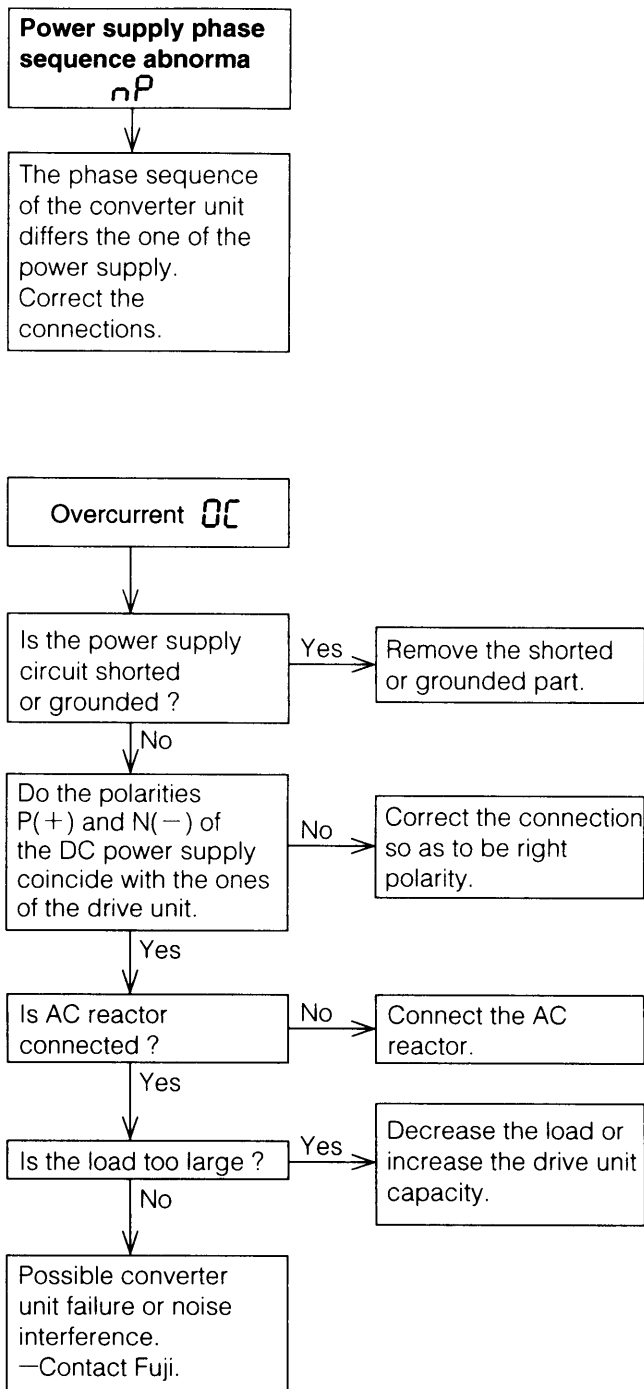 Power supply phase
sequence abnorma
nP
The phase sequence
of the converter unit
differs the one of the
power supply.
Correct the
connections.
Overcurrent OC
Is the power supply
circuit shorted
or grounded ?
Yes
Remove the shorted
or grounded part.
No
Do the polarities
P(+) and N(−) of
the DC power supply
coincide with the ones
of the drive unit.
No
Correct the connection
so as to be right
polarity.
Yes
Is AC reactor
connected ?
No
Connect the AC
reactor.
Yes
Is the load too large ?
Yes
Decrease the load or
increase the drive unit
capacity.
No
Possible converter
unit failure or noise
interference.
—Contact Fuji.